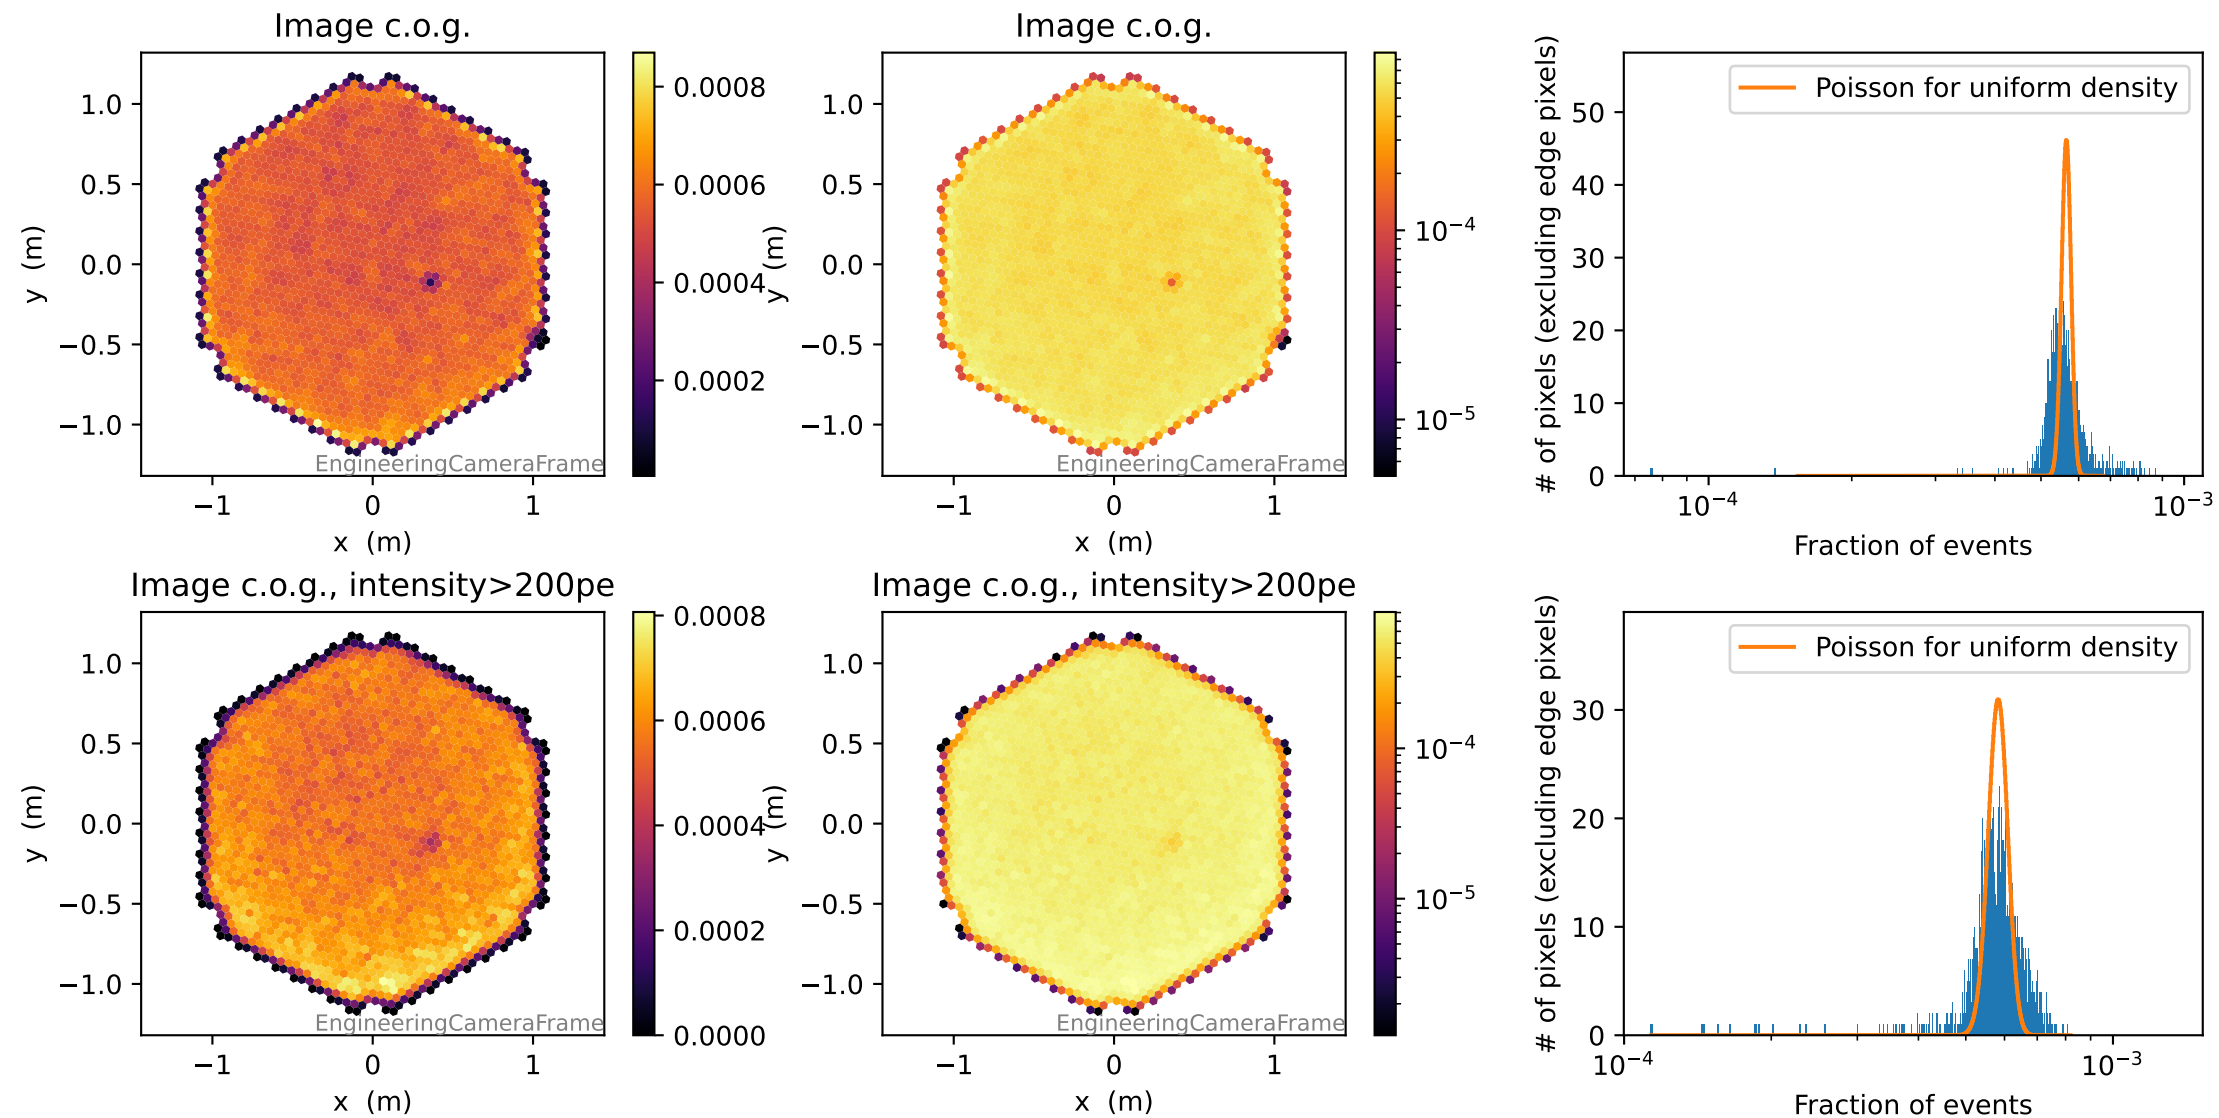 Image c.o.g.
1.0
0.5
0.0
−0.5
−1.0
y (m)
−1
0
1
x (m)
EngineeringCameraFrame
0.0008
0.0006
0.0004
0.0002
Image c.o.g.
1.0
0.5
0.0
−0.5
−1.0
y (m)
−1
0
1
x (m)
EngineeringCameraFrame
10⁻⁴
10⁻⁵
# of pixels (excluding edge pixels)
50
40
30
20
10
0
Poisson for uniform density
10⁻⁴
10⁻³
Fraction of events
Image c.o.g., intensity>200pe
1.0
0.5
0.0
−0.5
−1.0
y (m)
−1
0
1
x (m)
EngineeringCameraFrame
0.0008
0.0006
0.0004
0.0002
0.0000
Image c.o.g., intensity>200pe
1.0
0.5
0.0
−0.5
−1.0
y (m)
−1
0
1
x (m)
EngineeringCameraFrame
10⁻⁴
10⁻⁵
# of pixels (excluding edge pixels)
30
20
10
0
Poisson for uniform density
10⁻⁴
10⁻³
Fraction of events